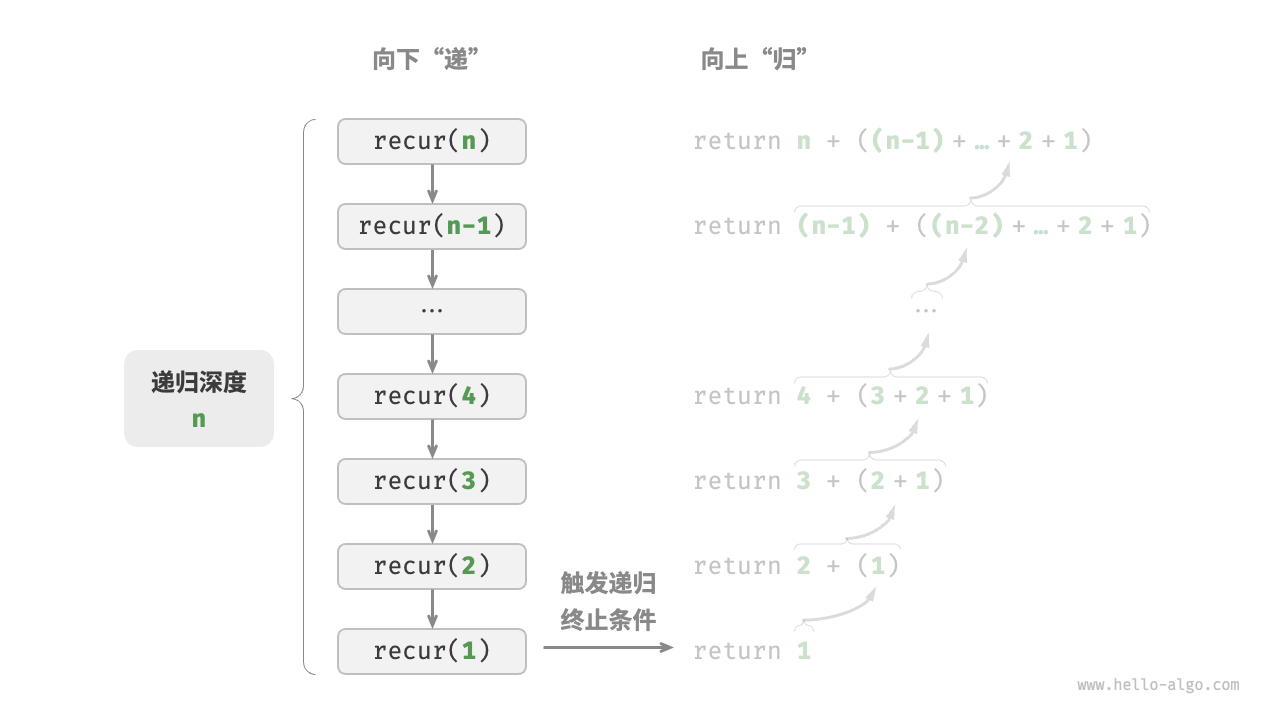 向下“递”
向上“归”
recur(n)
return n + ((n-1) + … + 2 + 1)
recur(n-1)
return (n-1) + ((n-2) + … + 2 + 1)
…
…
递归深度
n
recur(4)
return 4 + (3 + 2 + 1)
recur(3)
return 3 + (2 + 1)
recur(2)
return 2 + (1)
触发递归
终止条件
recur(1)
return 1
www.hello-algo.com